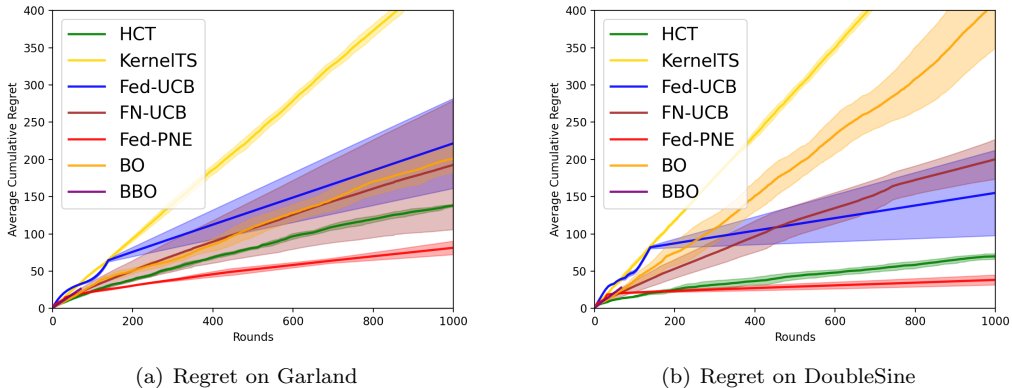 400
350
300
250
200
150
100
50
0
Average Cumulative Regret
HCT
KernelTS
Fed-UCB
FN-UCB
Fed-PNE
BO
BBO
0 200 400 600 800 1000
Rounds
(a) Regret on Garland
400
350
300
250
200
150
100
50
0
Average Cumulative Regret
HCT
KernelTS
Fed-UCB
FN-UCB
Fed-PNE
BO
BBO
0 200 400 600 800 1000
Rounds
(b) Regret on DoubleSine